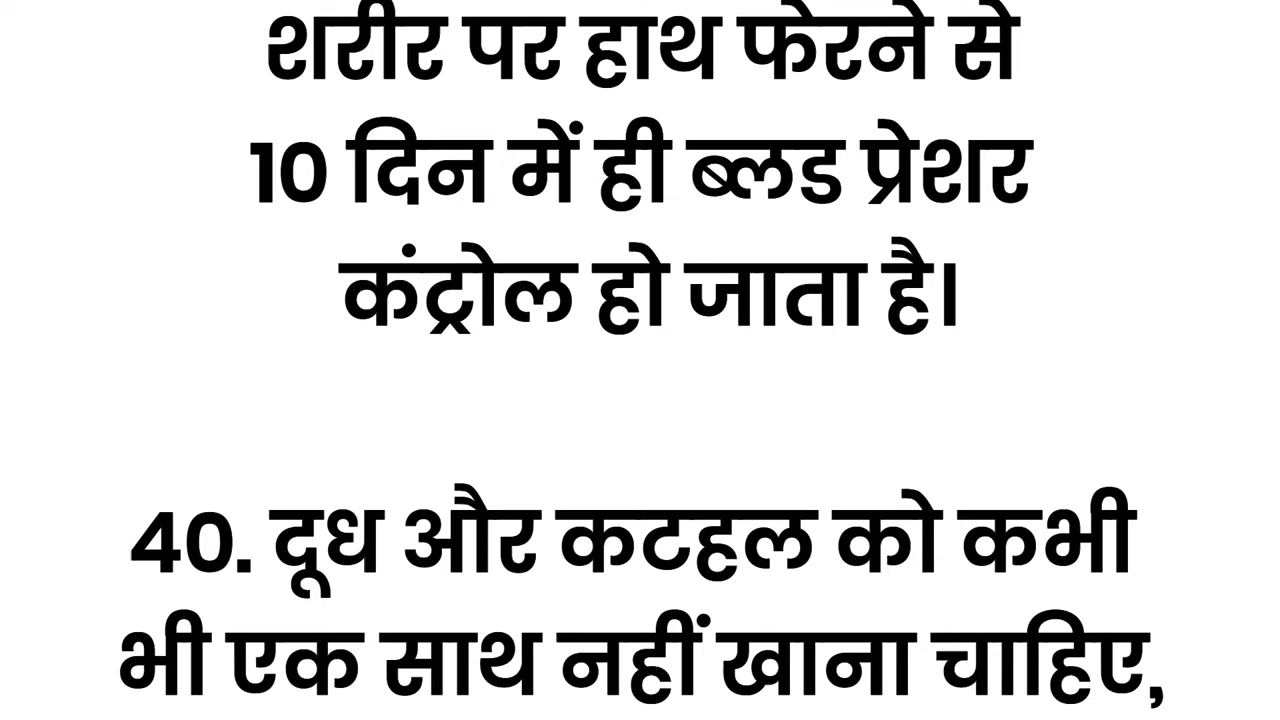 शरीर पर हाथ फेरने से
10 दिन में ही ब्लड प्रेशर
कंट्रोल हो जाता है।
40. दूध और कटहल को कभी
भी एक साथ नहीं खाना चाहिए,